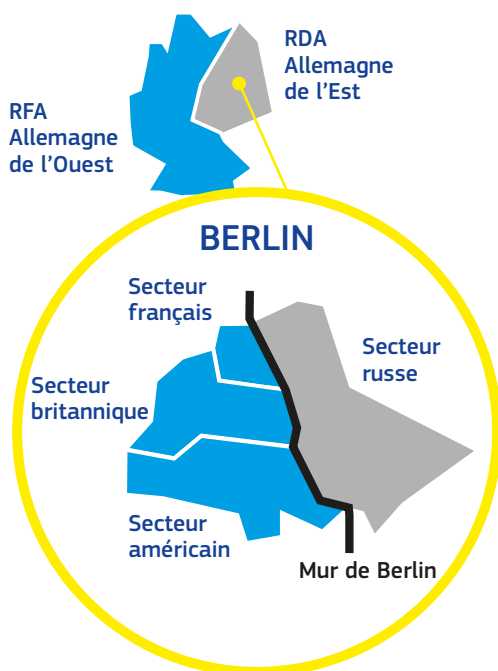 RDA
Allemagne
de l'Est
RFA
Allemagne
de l'Ouest
BERLIN
Secteur
français
Secteur
russe
Secteur
britannique
Secteur
américain
Mur de Berlin